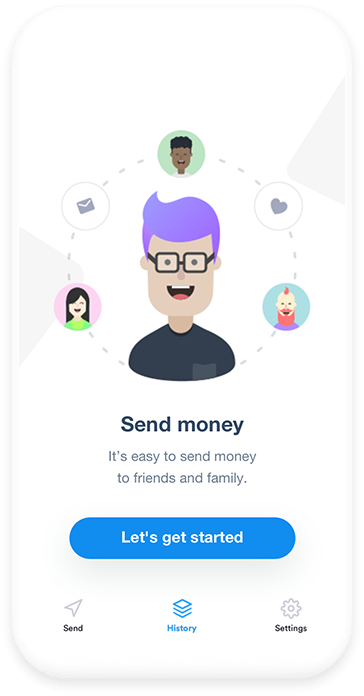 Send money
It's easy to send money
to friends and family.
Let's get started
Send
History
Settings